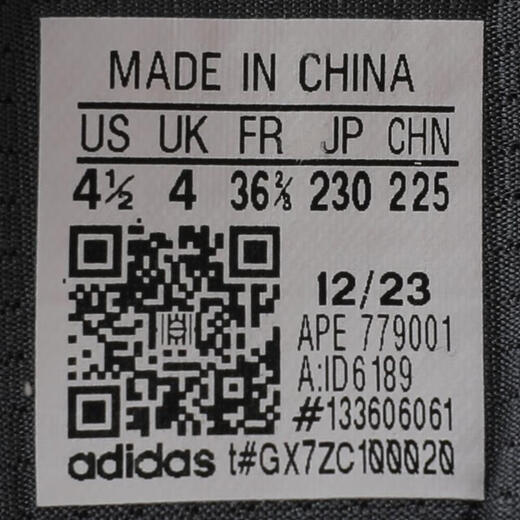 MADE IN CHINA
US UK FR JP CHN
4½ 4 36⅔ 230 225
12/23
APE 779001
A:ID6189
#133606061
adidas t#GX7ZC100020